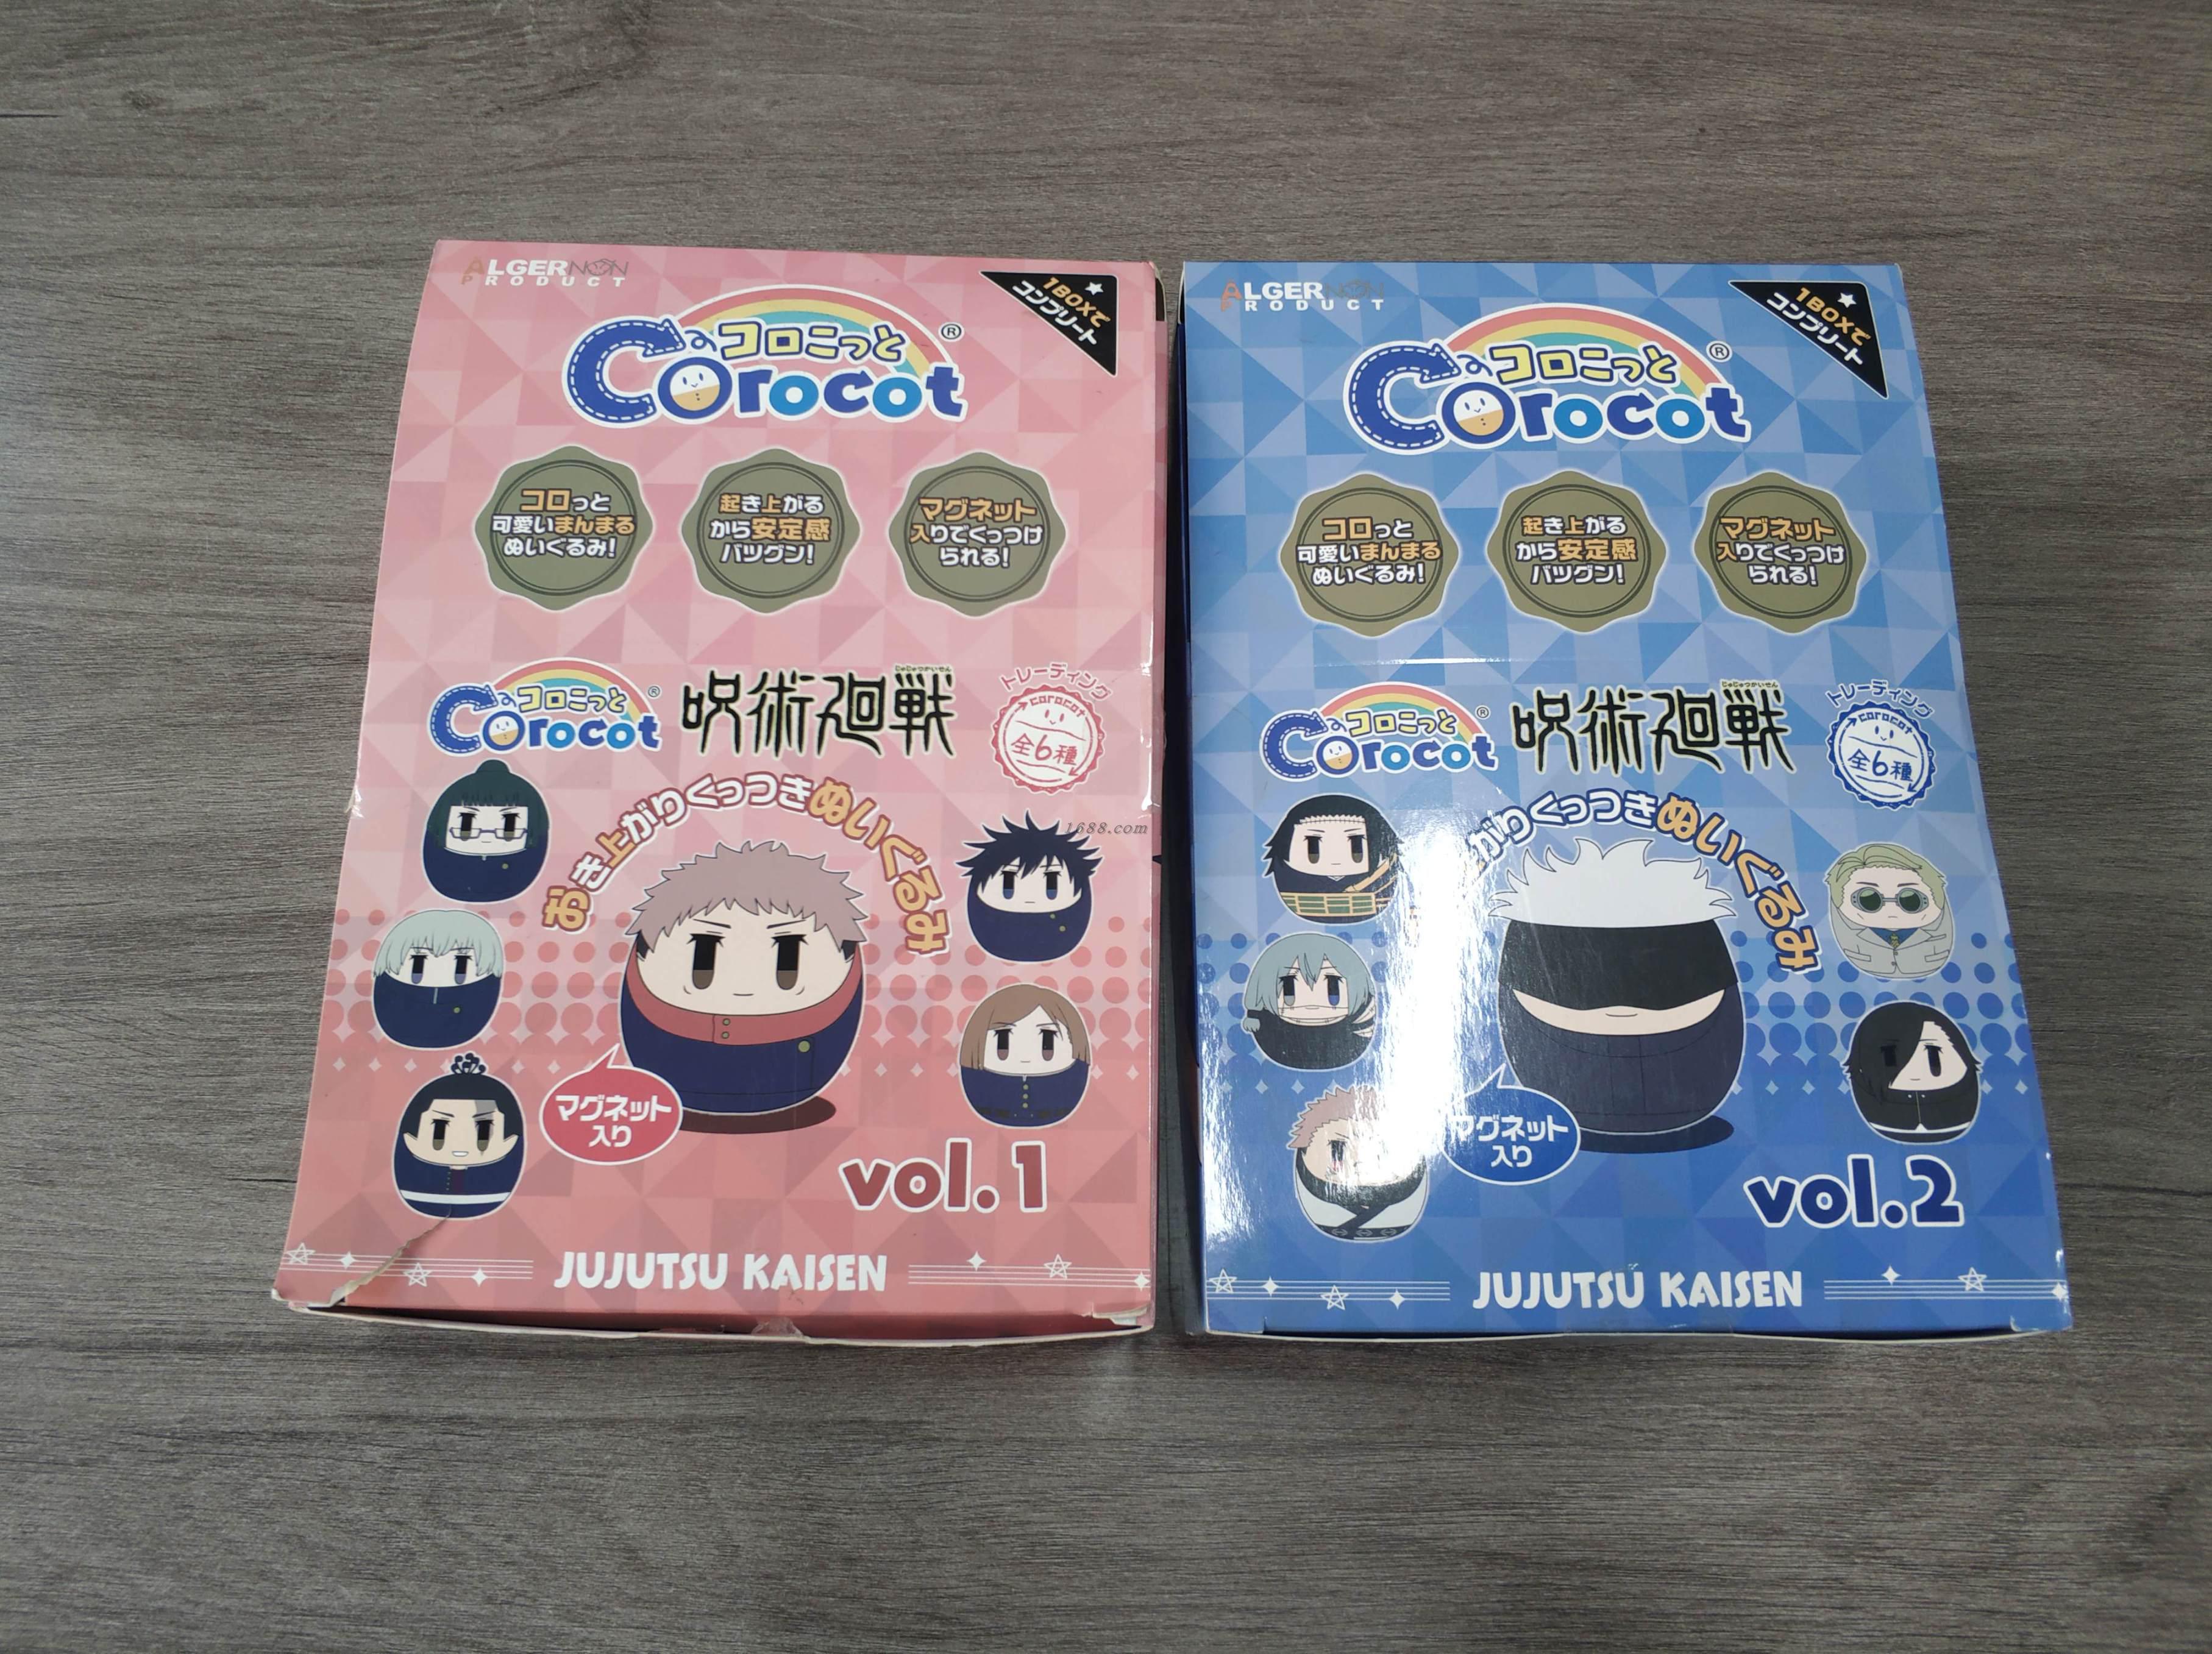 ALGERNON
PRODUCT
1BOXで
コンプリート
コロこっと
Corocot®
コロっと
可愛いまんまる
ぬいぐるみ!
起き上がる
から安定感
バツグン!
マグネット
入りでくっつけ
られる!
コロこっと
Corocot®
じゅじゅつかいせん
呪術廻戦
トレーディング
corocot
全6種
おき上がりくっつきぬいぐるみ
1688.com
マグネット
入り
vol.1
JUJUTSU KAISEN
ALGERNON
PRODUCT
1BOXで
コンプリート
コロこっと
Corocot®
コロっと
可愛いまんまる
ぬいぐるみ!
起き上がる
から安定感
バツグン!
マグネット
入りでくっつけ
られる!
コロこっと
Corocot®
じゅじゅつかいせん
呪術廻戦
トレーディング
corocot
全6種
がりくっつきぬいぐるみ
マグネット
入り
vol.2
JUJUTSU KAISEN